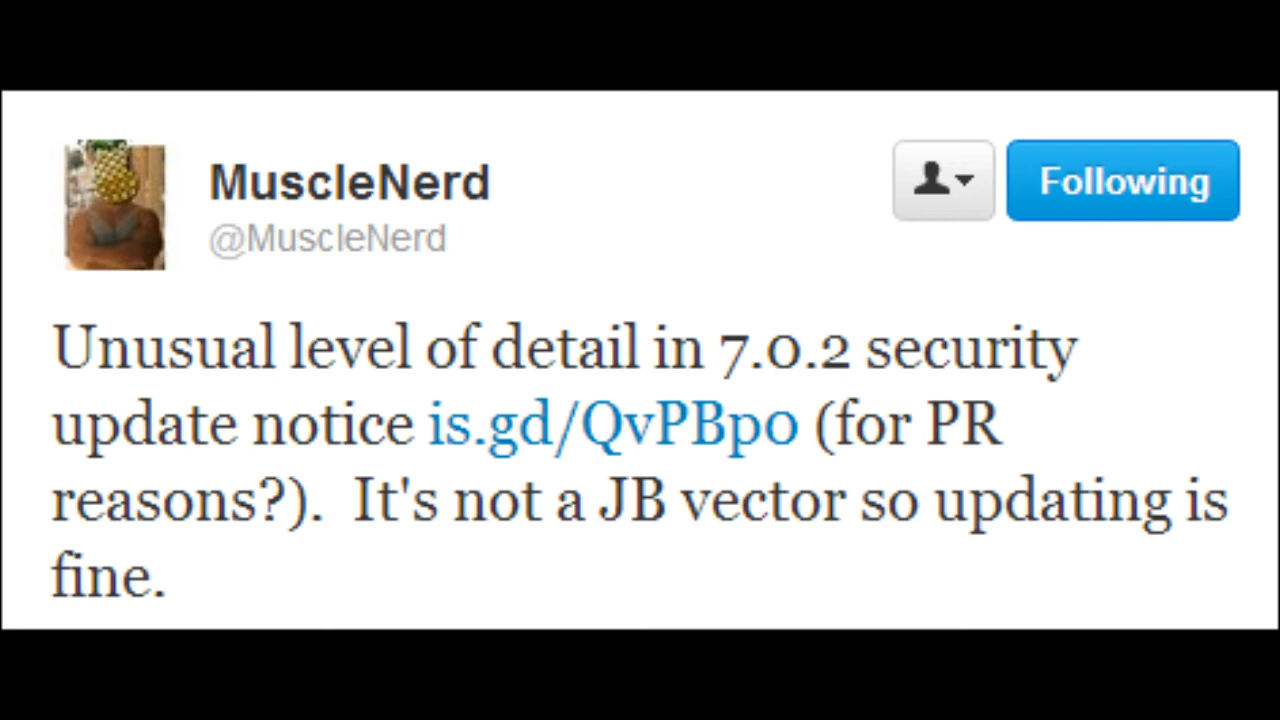 MuscleNerd
@MuscleNerd
Following
Unusual level of detail in 7.0.2 security
update notice is.gd/QvPBp0 (for PR
reasons?).  It's not a JB vector so updating is
fine.